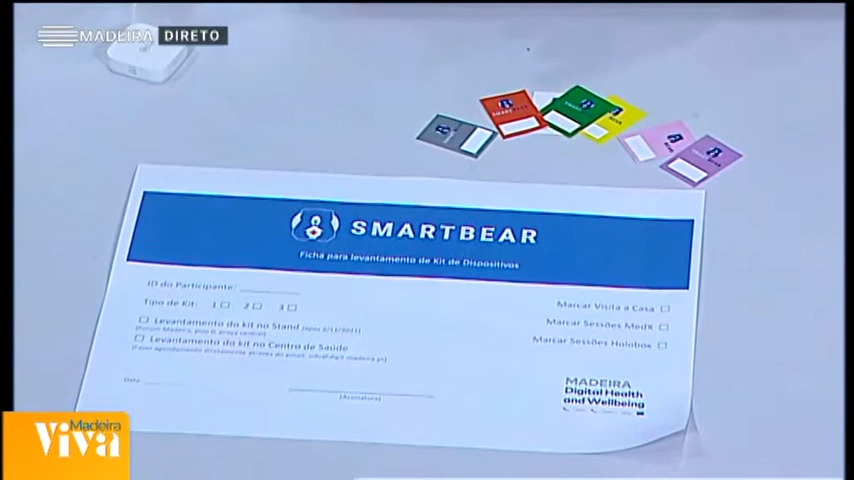 MADEIRA DIRETO
SMARTBEAR
Ficha para levantamento de Kit de Dispositivos
ID do Participante:
Tipo de Kit: 1 2 3
Levantamento do kit no Stand
Levantamento do kit no Centro de Saúde
Data:
(Assinatura)
Marcar Visita a Casa
Marcar Sessões MedX
Marcar Sessões Holobox
MADEIRA
Digital Health
and Wellbeing
Madeira
Viva